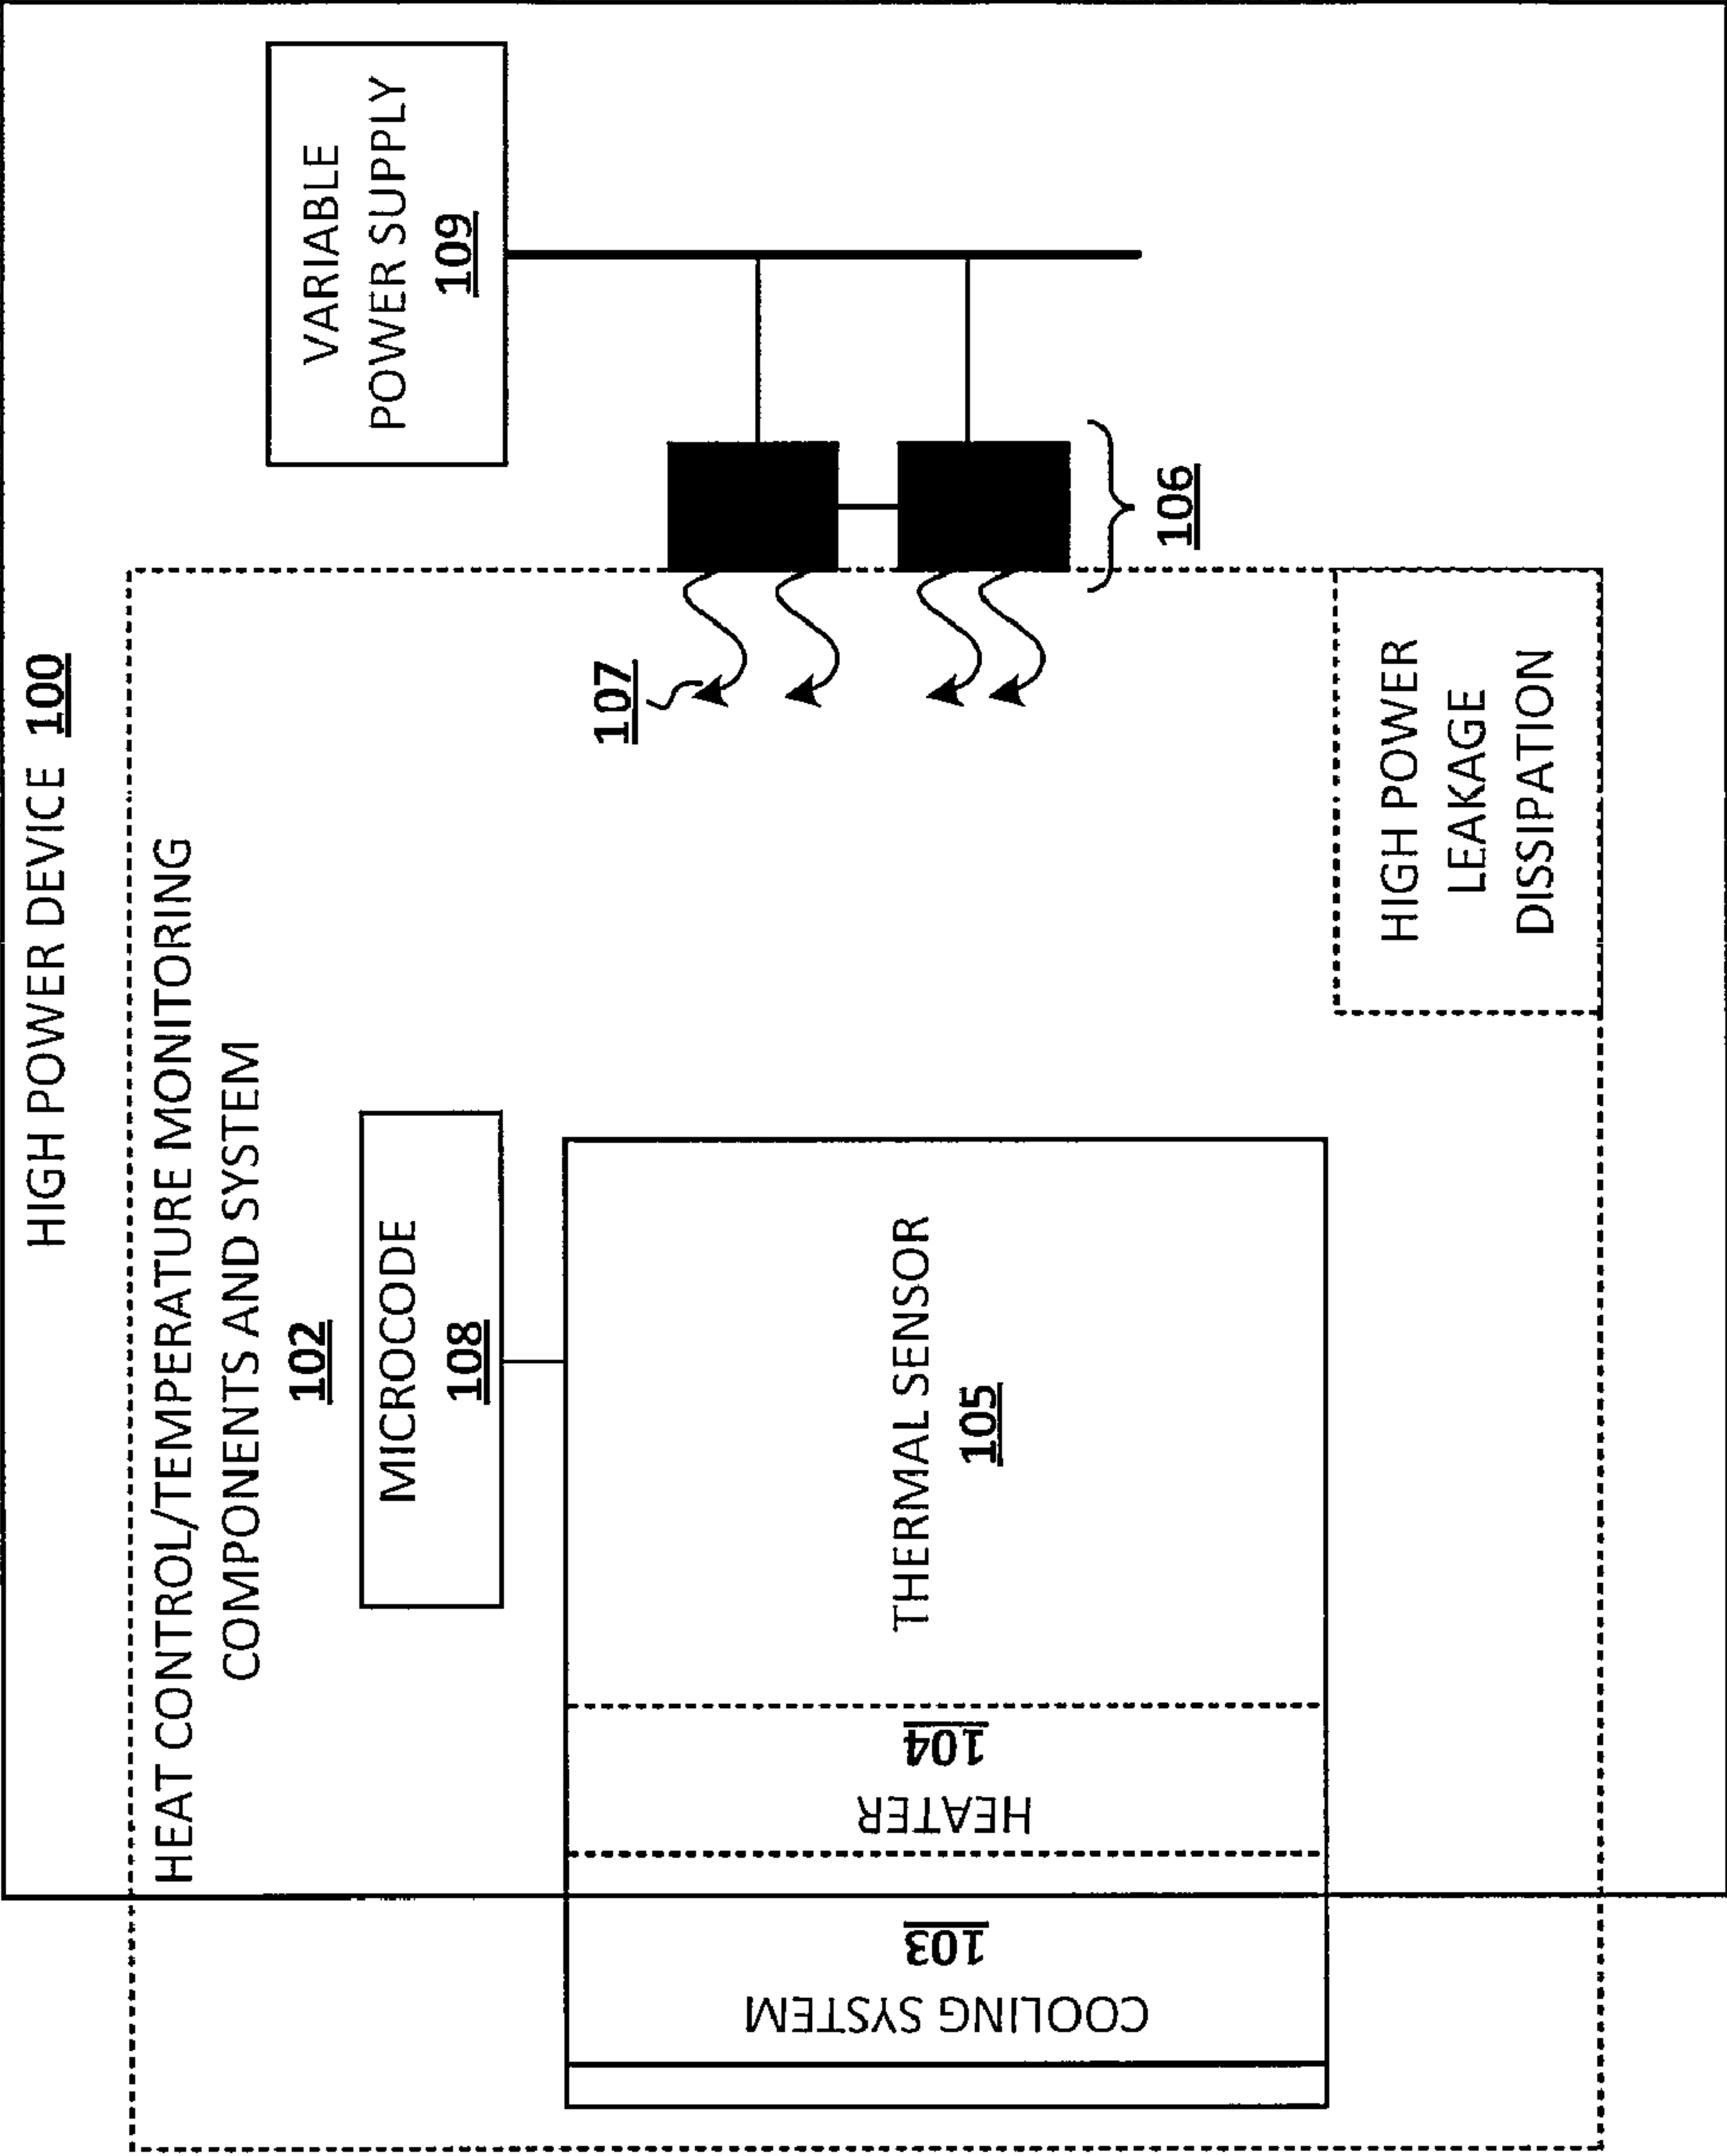 HIGH POWER DEVICE 100
HEAT CONTROL/TEMPERATURE MONITORING
COMPONENTS AND SYSTEM
102
VARIABLE
POWER SUPPLY
109
MICROCODE
108
COOLING SYSTEM
103
HEATER
104
THERMAL SENSOR
105
107
106
HIGH POWER
LEAKAGE
DISSIPATION